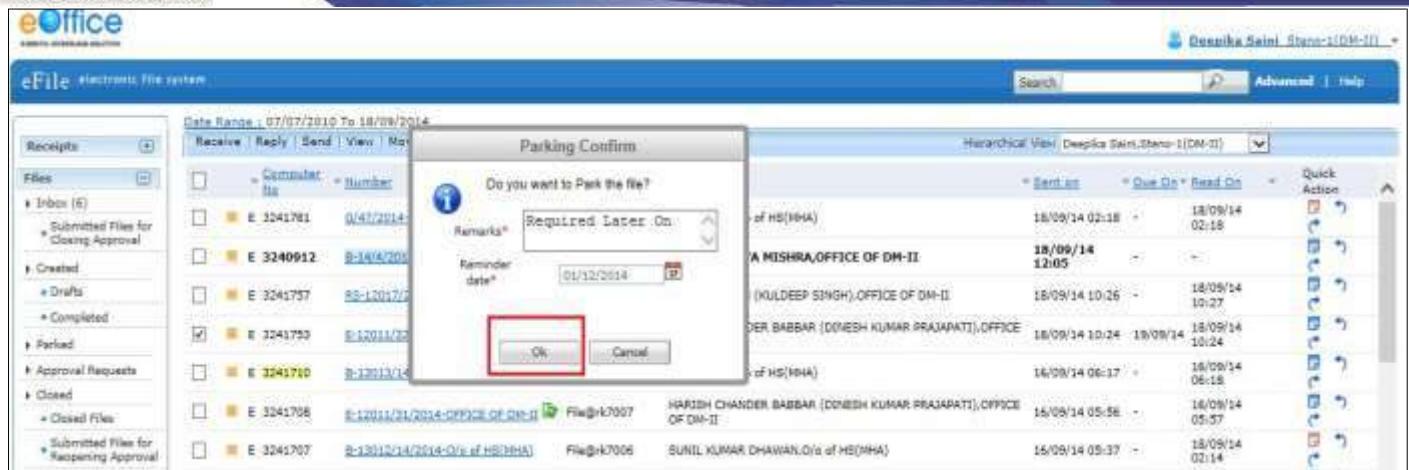 eOffice
Deepika Saini, Steno-1(DM-II)
eFile electronic file system
Search
Advanced | Help
Date Range : 07/07/2010 To 18/09/2014
Receipts
Receive | Reply | Send | View
Parking Confirm
Hierarchical View Deepika Saini,Steno-1(DM-II)
Files
Computer No
Number
Do you want to Park the file?
Sent on
Due On
Read On
Quick Action
Inbox (6)
Submitted Files for Closing Approval
Created
Drafts
Completed
Parked
Approval Requests
Closed
Closed Files
Submitted Files for Reopening Approval
Remarks*
Required Later On
Reminder date*
01/12/2014
Ok
Cancel
E 3241781
of HS(MHA)
18/09/14 02:18 -
18/09/14 02:18
E 3240912
A MISHRA,OFFICE OF DM-II
18/09/14 12:05
- -
E 3241757
(KULDEEP SINGH),OFFICE OF DM-II
18/09/14 10:26 -
18/09/14 10:27
E 3241753
DER BABBAR (DINESH KUMAR PRAJAPATI),OFFICE
18/09/14 10:24
19/09/14
18/09/14 10:24
E 3241710
of HS(MHA)
16/09/14 06:17 -
16/09/14 06:18
E 3241708
E-12011/31/2014-OFFICE OF DM-II
File@rk7007
HARISH CHANDER BABBAR (DINESH KUMAR PRAJAPATI),OFFICE OF DM-II
16/09/14 05:56 -
16/09/14 05:57
E 3241707
B-13012/14/2014-O/o of HS(MHA)
File@rk7006
SUNIL KUMAR DHAWAN,O/o of HS(MHA)
16/09/14 05:37 -
18/09/14 02:14